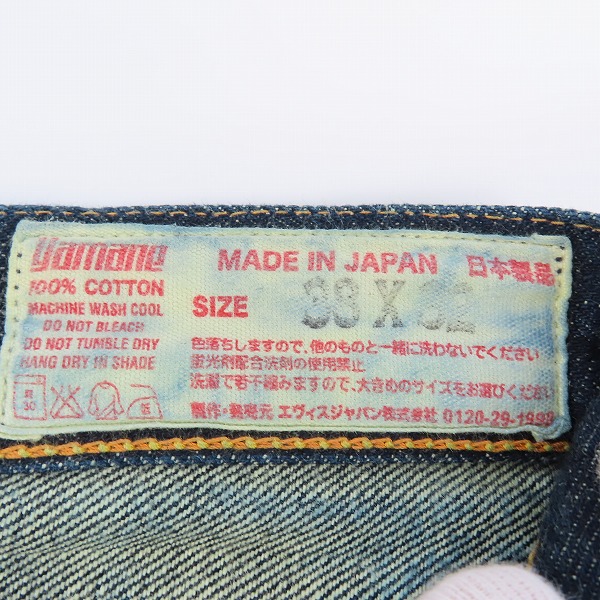 Yamane MADE IN JAPAN 日本製品
100% COTTON
MACHINE WASH COOL
DO NOT BLEACH
DO NOT TUMBLE DRY
HANG DRY IN SHADE
SIZE 38 X
色落ちしますので、他のものと一緒に洗わないでください
蛍光剤配合洗剤の使用禁止
洗濯で若干縮みますので、大きめのサイズをお選びください
製作・発売元 エヴィスジャパン株式会社 0120-29-1993